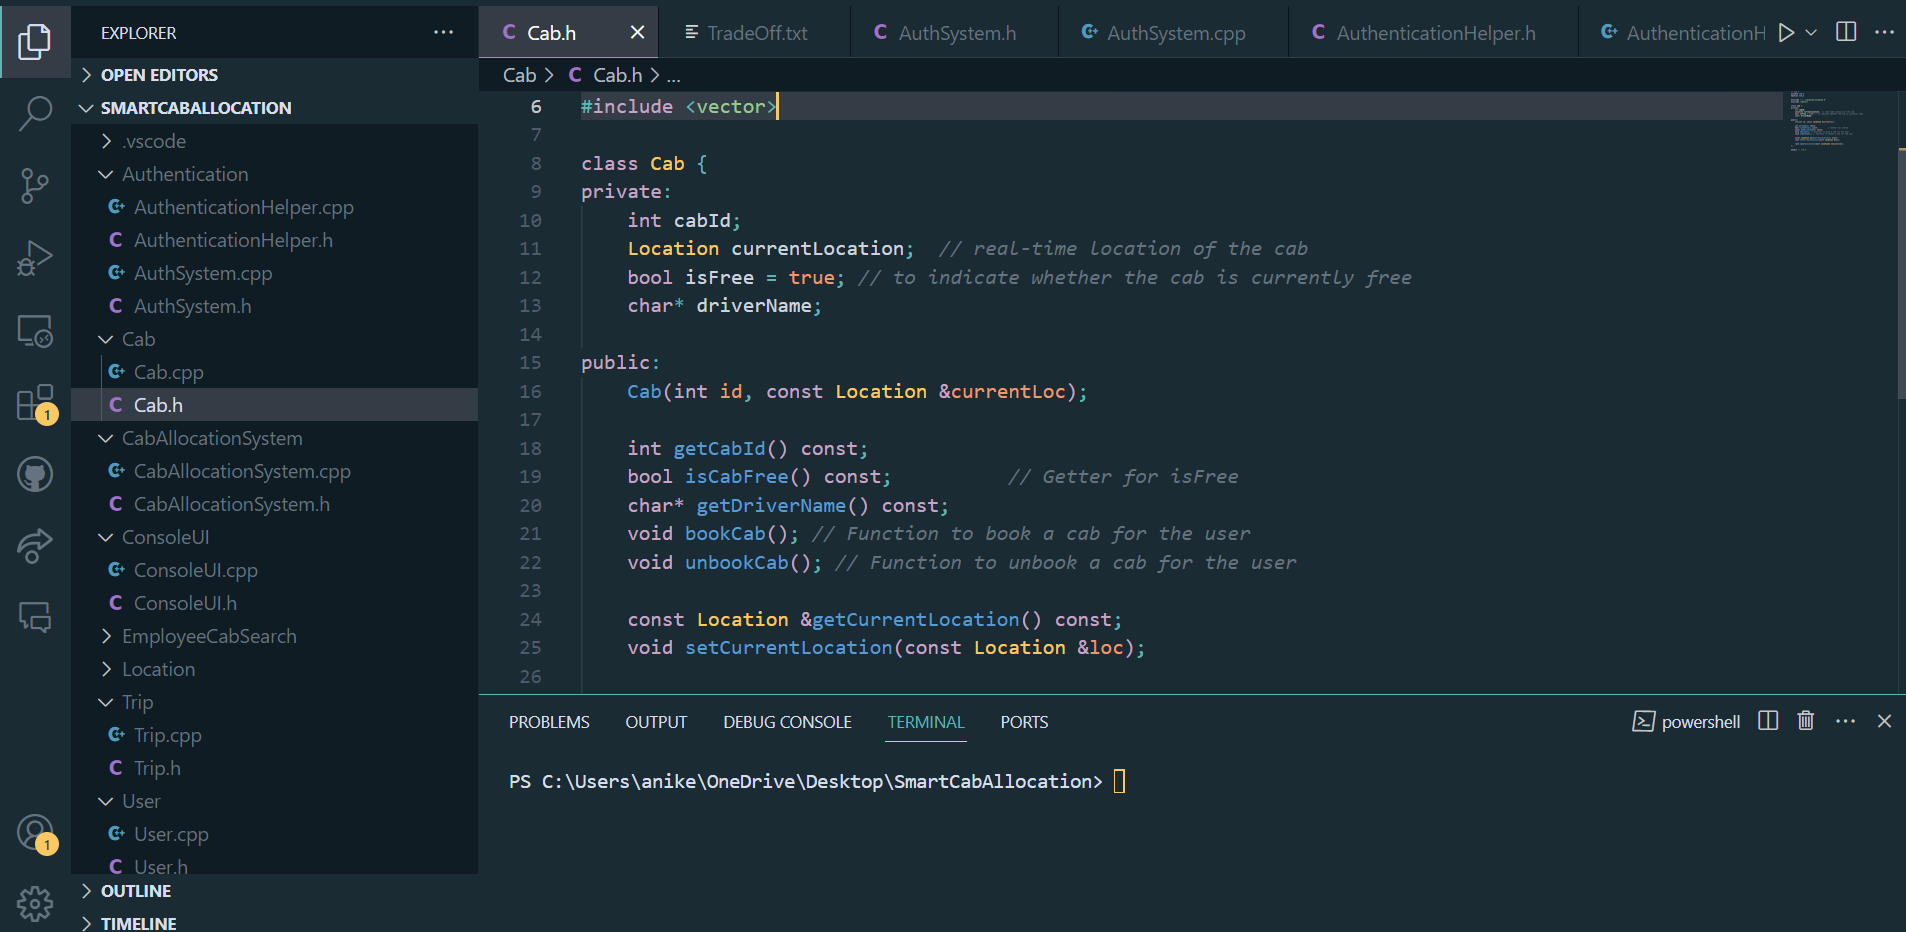 EXPLORER
OPEN EDITORS
SMARTCABALLOCATION
.vscode
Authentication
AuthenticationHelper.cpp
AuthenticationHelper.h
AuthSystem.cpp
AuthSystem.h
Cab
Cab.cpp
Cab.h
CabAllocationSystem
CabAllocationSystem.cpp
CabAllocationSystem.h
ConsoleUI
ConsoleUI.cpp
ConsoleUI.h
EmployeeCabSearch
Location
Trip
Trip.cpp
Trip.h
User
User.cpp
User.h
OUTLINE
TIMELINE
1
1
Cab.h TradeOff.txt AuthSystem.h AuthSystem.cpp AuthenticationHelper.h AuthenticationH
Cab > Cab.h > ...
6 #include <vector>
7
8 class Cab {
9 private:
10 int cabId;
11 Location currentLocation; // real-time location of the cab
12 bool isFree = true; // to indicate whether the cab is currently free
13 char* driverName;
14
15 public:
16 Cab(int id, const Location &currentLoc);
17
18 int getCabId() const;
19 bool isCabFree() const; // Getter for isFree
20 char* getDriverName() const;
21 void bookCab(); // Function to book a cab for the user
22 void unbookCab(); // Function to unbook a cab for the user
23
24 const Location &getCurrentLocation() const;
25 void setCurrentLocation(const Location &loc);
26
PROBLEMS OUTPUT DEBUG CONSOLE TERMINAL PORTS
powershell
PS C:\Users\anike\OneDrive\Desktop\SmartCabAllocation>